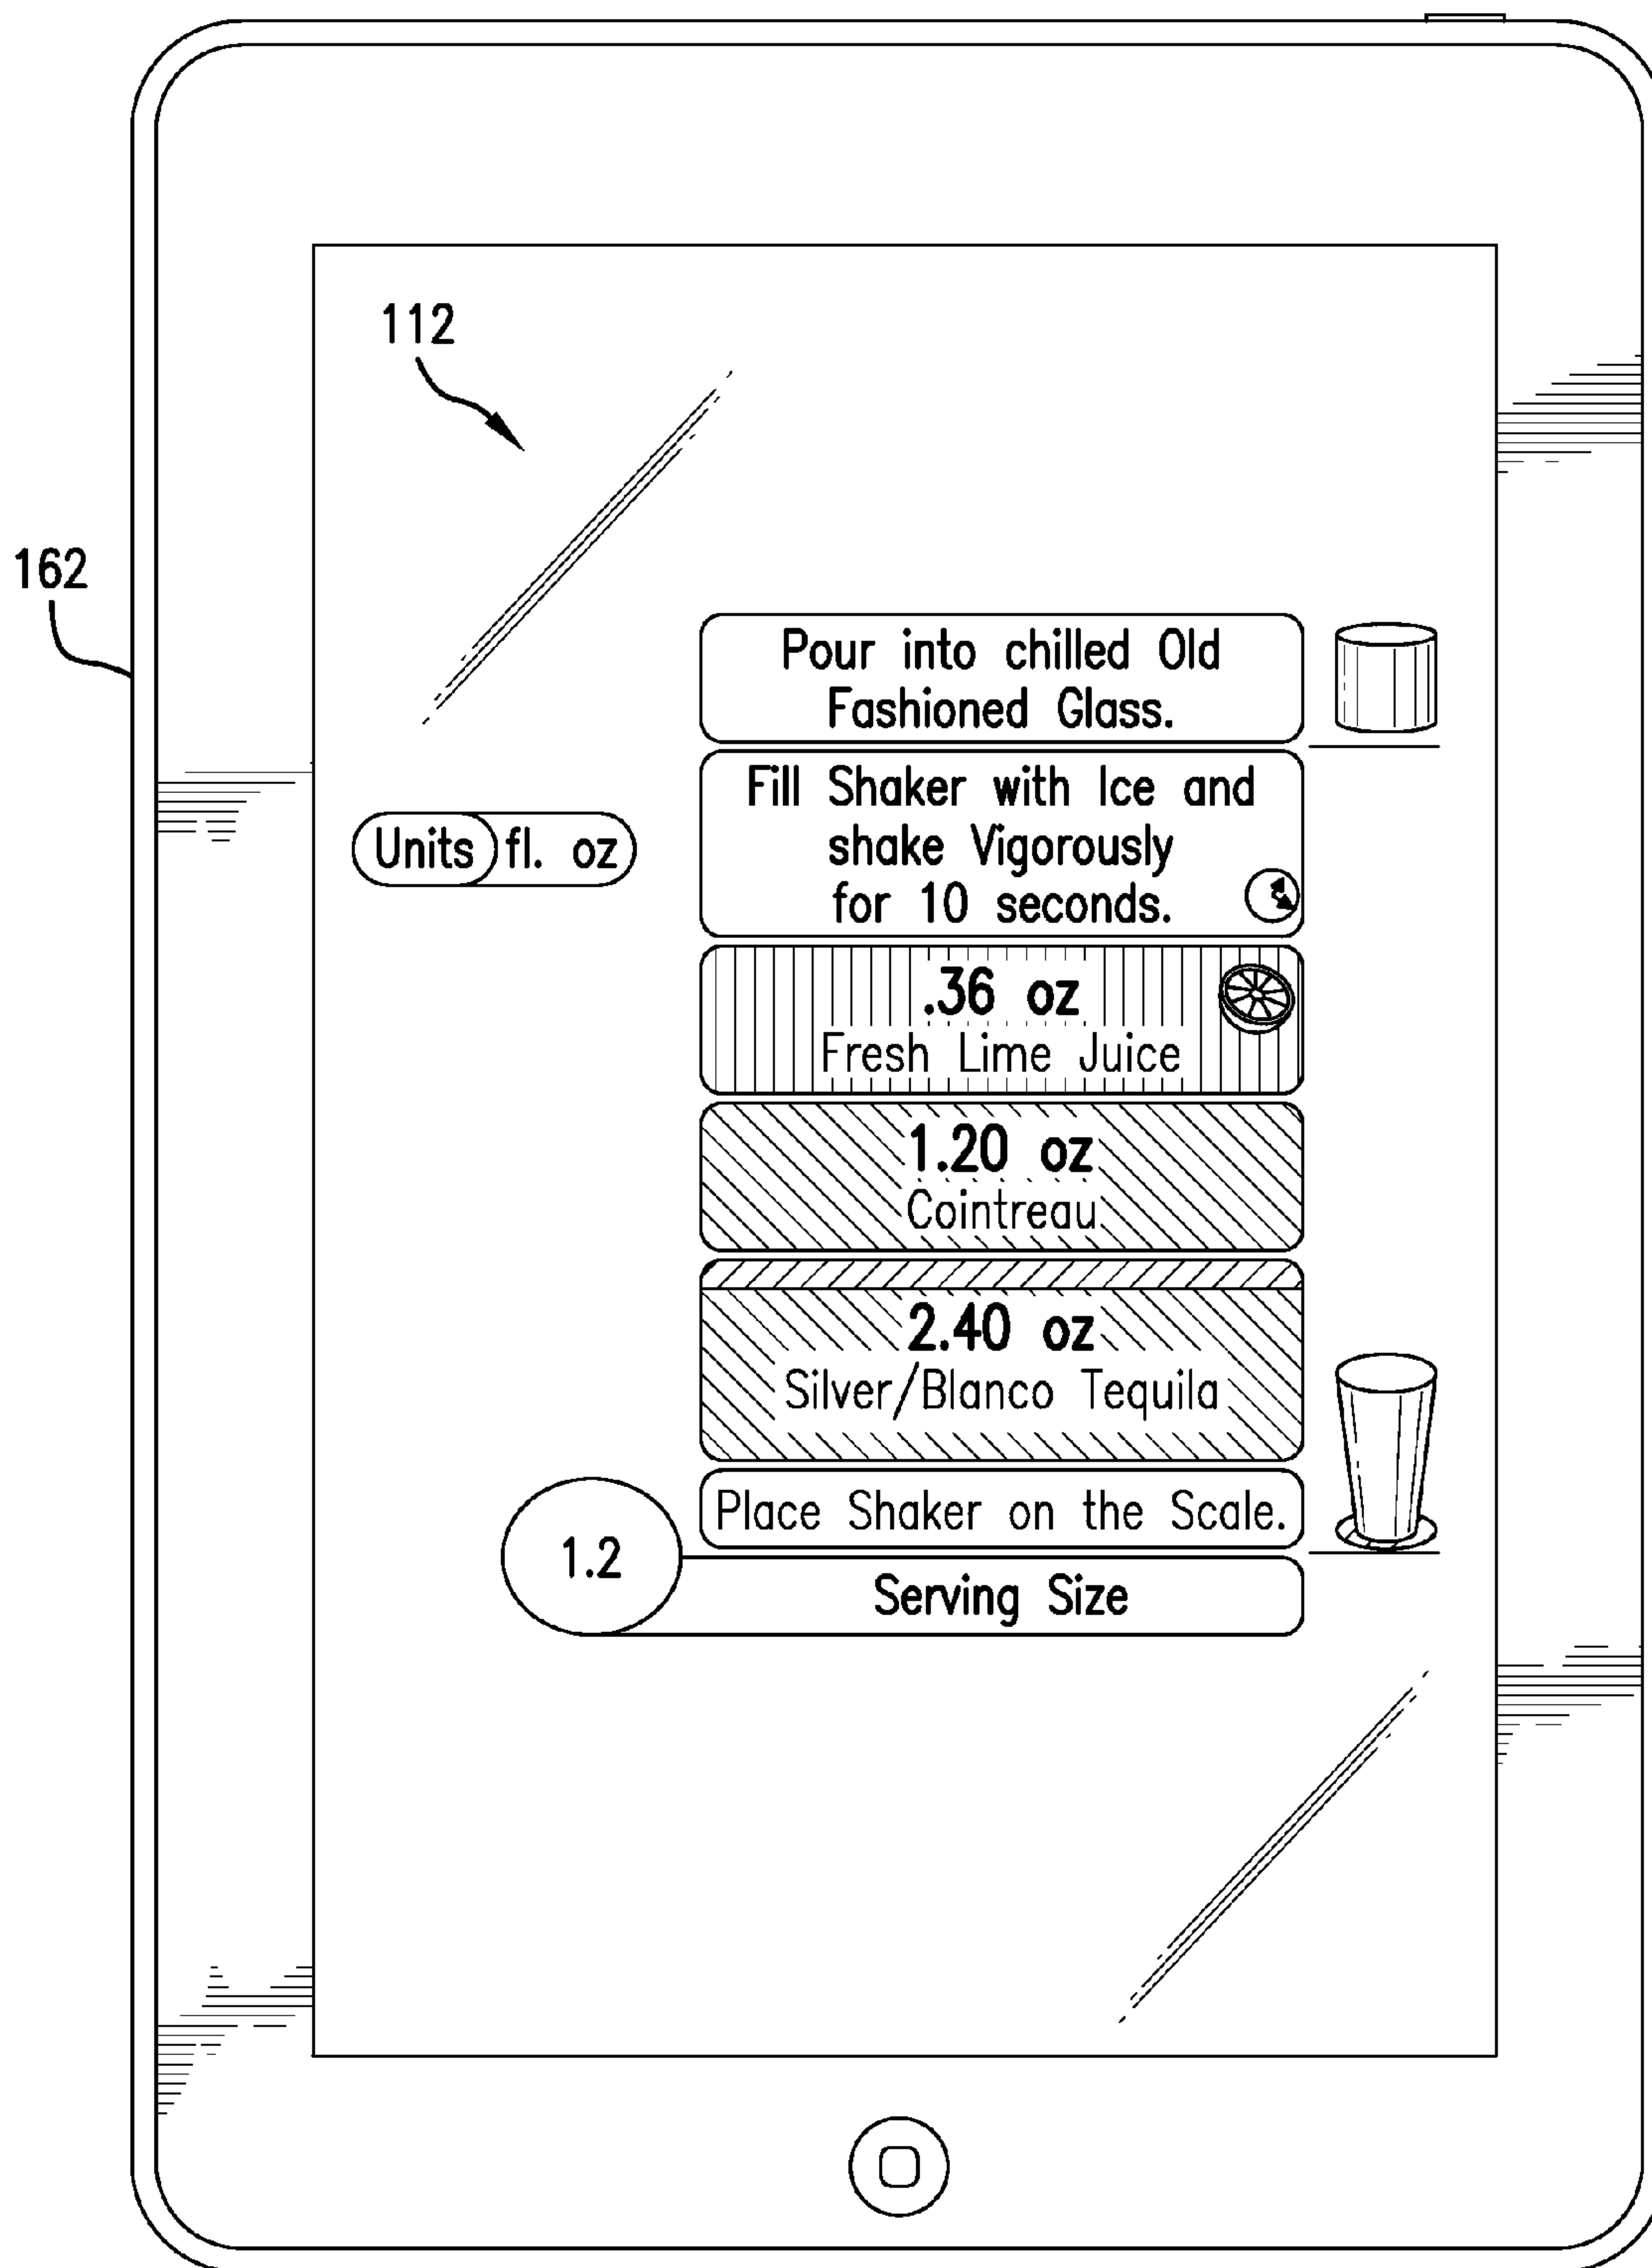 112
162
Pour into chilled Old
Fashioned Glass.
Fill Shaker with Ice and
shake Vigorously
for 10 seconds.
Units fl. oz
.36 oz
Fresh Lime Juice
1.20 oz
Cointreau
2.40 oz
Silver/Blanco Tequila
Place Shaker on the Scale.
1.2
Serving Size